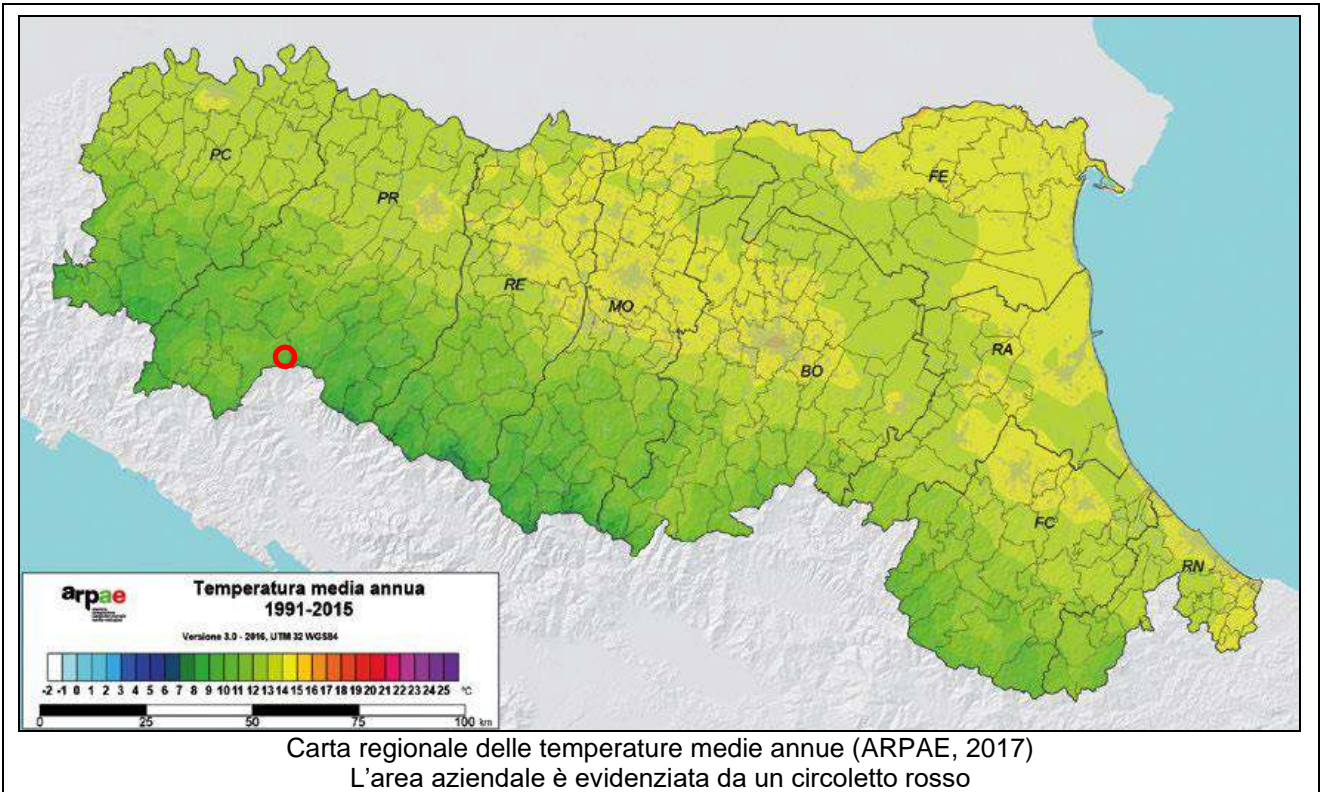 PC
PR
FE
RE
MO
RA
BO
FC
RN
arpae
Temperatura media annua
1991-2015
Versione 3.0 - 2016, UTM 32 WGS84
-2 -1 0 1 2 3 4 5 6 7 8 9 10 11 12 13 14 15 16 17 18 19 20 21 22 23 24 25 °C
0 25 50 75 100 km
Carta regionale delle temperature medie annue (ARPAE, 2017)
L'area aziendale è evidenziata da un circoletto rosso